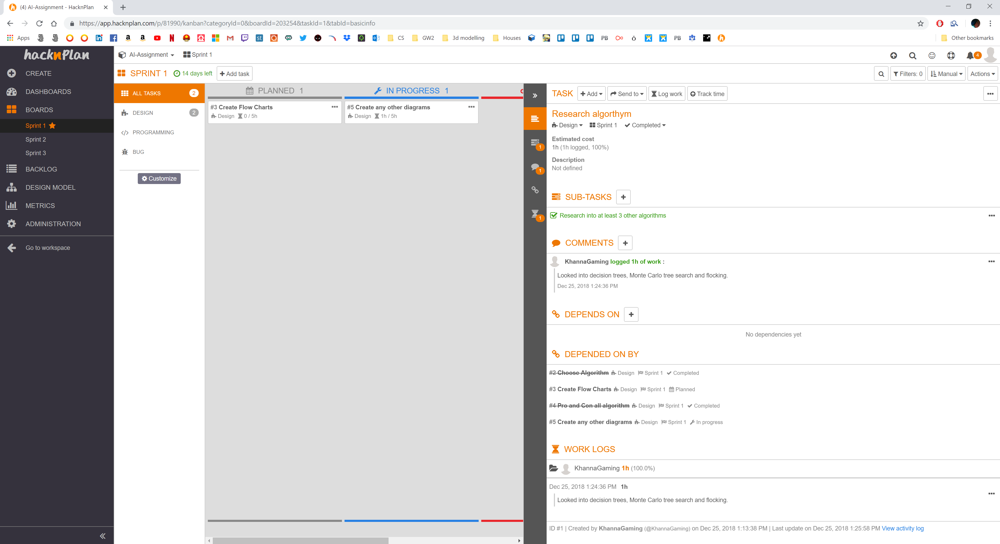 (4) AI-Assignment - HacknPlan
https://app.hacknplan.com/p/81990/kanban?categoryId=0&boardId=203254&taskId=1&tabId=basicinfo
Apps
CS
GW2
3d modelling
Houses
PB
PB
Other bookmarks
hacknPlan
AI-Assignment
Sprint 1
4
CREATE
DASHBOARDS
BOARDS
Sprint 1
Sprint 2
Sprint 3
BACKLOG
DESIGN MODEL
METRICS
ADMINISTRATION
Go to workspace
SPRINT 1
14 days left
Add task
Filters: 0
Manual
Actions
ALL TASKS 2
DESIGN 2
PROGRAMMING
BUG
Customize
PLANNED 1
#3 Create Flow Charts
Design 0 / 5h
IN PROGRESS 1
#5 Create any other diagrams
Design 1h / 5h
1
1
1
TASK
Add
Send to
Log work
Track time
Research algorthym
Design Sprint 1 Completed
Estimated cost
1h (1h logged, 100%)
Description
Not defined
SUB-TASKS
Research into at least 3 other algorithms
COMMENTS
KhannaGaming logged 1h of work :
Looked into decision trees, Monte Carlo tree search and flocking.
Dec 25, 2018 1:24:36 PM
DEPENDS ON
No dependencies yet
DEPENDED ON BY
#2 Choose Algorithm Design Sprint 1 Completed
#3 Create Flow Charts Design Sprint 1 Planned
#4 Pro and Con all algorithm Design Sprint 1 Completed
#5 Create any other diagrams Design Sprint 1 In progress
WORK LOGS
KhannaGaming 1h (100.0%)
Dec 25, 2018 1:24:36 PM 1h
Looked into decision trees, Monte Carlo tree search and flocking.
ID #1 | Created by KhannaGaming (@KhannaGaming) on Dec 25, 2018 1:13:38 PM | Last update on Dec 25, 2018 1:25:58 PM View activity log